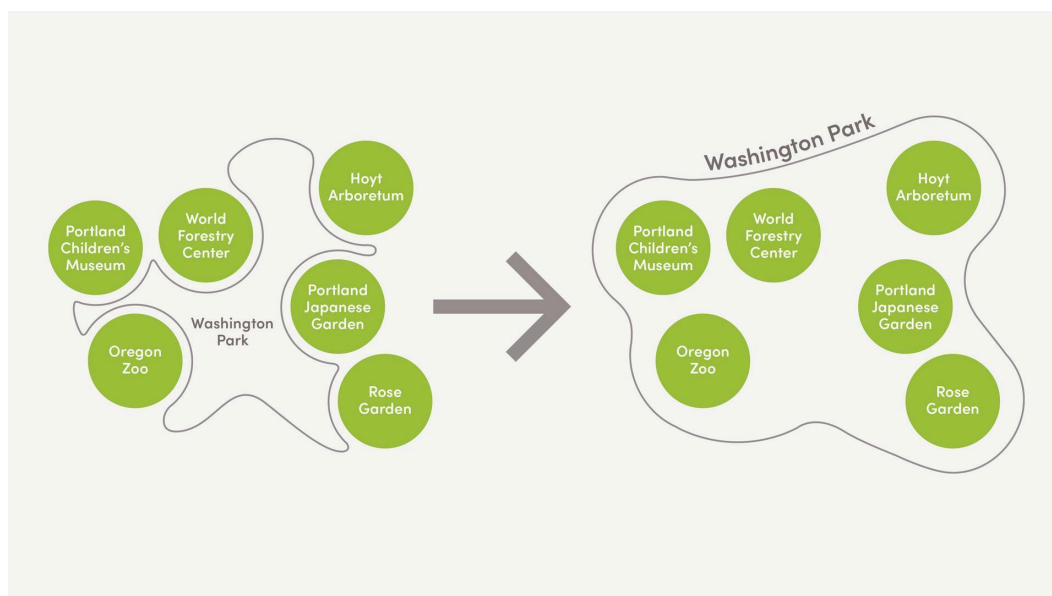 Hoyt
Arboretum
World
Forestry
Center
Portland
Children's
Museum
Portland
Japanese
Garden
Washington
Park
Oregon
Zoo
Rose
Garden
Washington Park
Hoyt
Arboretum
World
Forestry
Center
Portland
Children's
Museum
Portland
Japanese
Garden
Oregon
Zoo
Rose
Garden